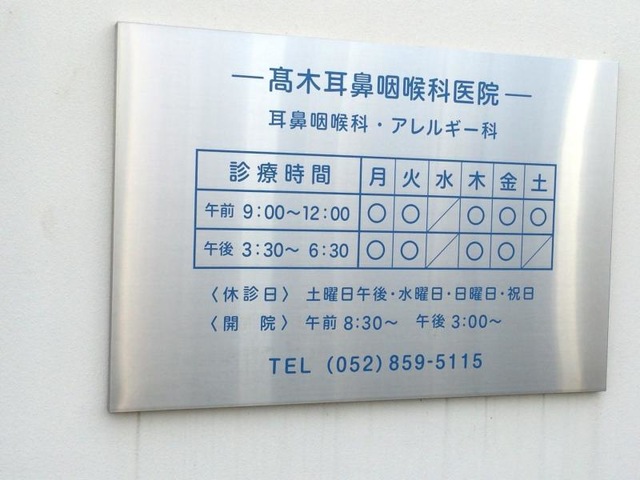 ―髙木耳鼻咽喉科医院―
耳鼻咽喉科・アレルギー科
診療時間 月 火 水 木 金 土
午前 9:00～12:00 ○ ○ ／ ○ ○ ○
午後 3:30～ 6:30 ○ ○ ／ ○ ○ ／
〈休診日〉 土曜日午後・水曜日・日曜日・祝日
〈開 院〉 午前 8:30～ 午後 3:00～
TEL (052)859-5115